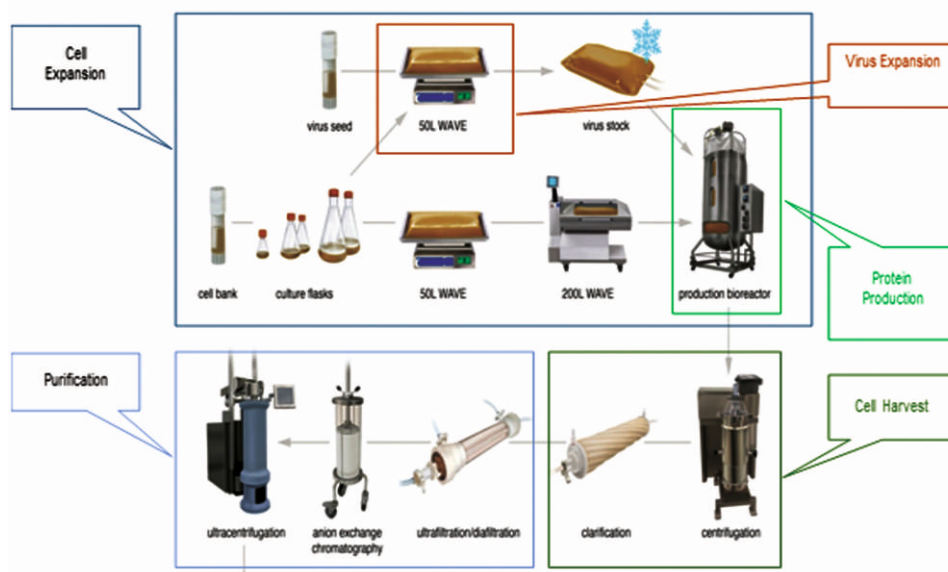 Cell
Expansion
Virus Expansion
virus seed
50L WAVE
virus stock
cell bank
culture flasks
50L WAVE
200L WAVE
production bioreactor
Protein
Production
Purification
Cell Harvest
ultracentrifugation
anion exchange
chromatography
ultrafiltration/diafiltration
clarification
centrifugation